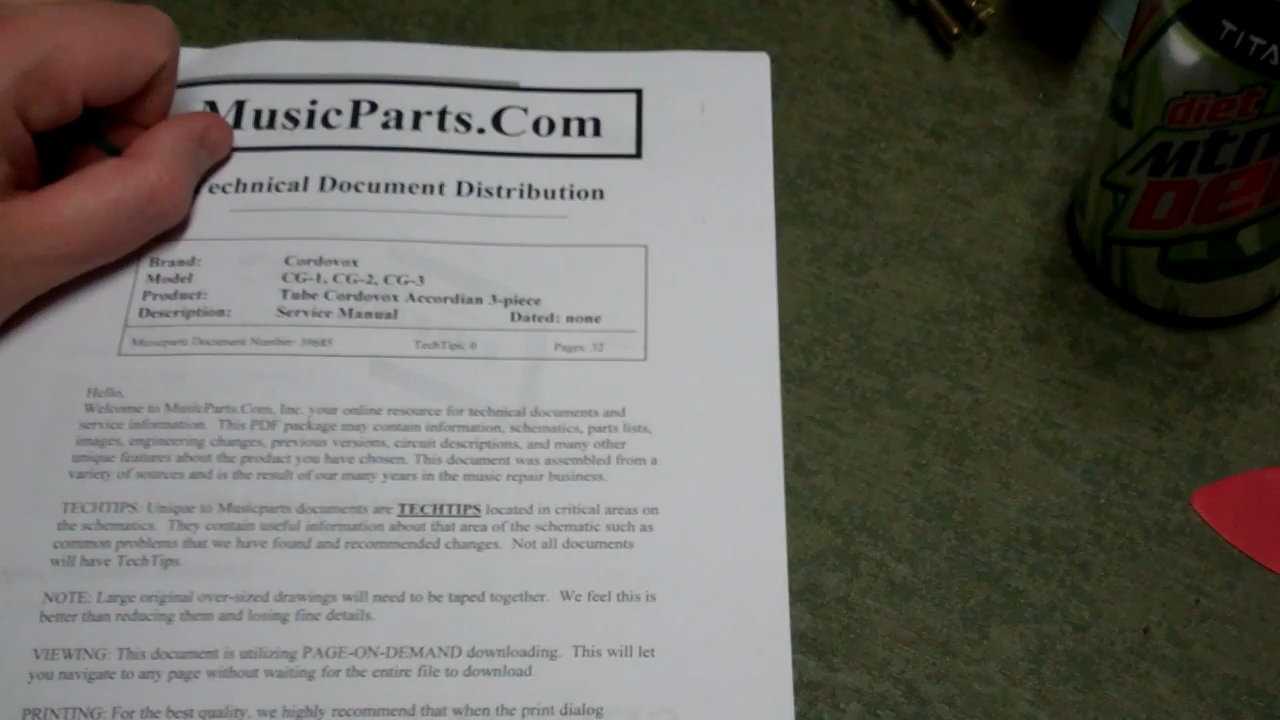 MusicParts.Com
echnical Document Distribution
Brand: Cordovox
Model CG-1, CG-2, CG-3
Product: Tube Cordovox Accordian 3-piece
Description: Service Manual Dated: none
Musicparts Document Number: TechTips: 0 Pages:
Hello,
Welcome to MusicParts.Com, Inc. your online resource for technical documents and
service information. This PDF package may contain information, schematics, parts lists,
images, engineering changes, previous versions, circuit descriptions, and many other
unique features about the product you have chosen. This document was assembled from a
variety of sources and is the result of our many years in the music repair business.
TECHTIPS: Unique to Musicparts documents are TECHTIPS located in critical areas on
the schematics. They contain useful information about that area of the schematic such as
common problems that we have found and recommended changes. Not all documents
will have TechTips.
NOTE: Large original over-sized drawings will need to be taped together. We feel this is
better than reducing them and losing fine details.
VIEWING: This document is utilizing PAGE-ON-DEMAND downloading. This will let
you navigate to any page without waiting for the entire file to download.
PRINTING: For the best quality, we highly recommend that when the print dialog
TITA
diet
mtn
De